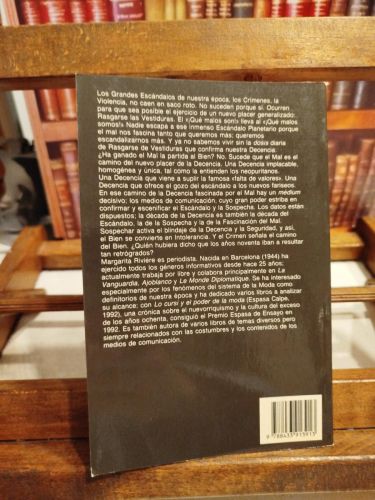 Los Grandes Escándalos de nuestra época, los Crímenes, la
Violencia, no caen en saco roto. No suceden porque sí. Ocurren
para que sea posible el ejercicio de un nuevo placer generalizado:
Rasgarse las Vestiduras. El «¡Qué malos son!» lleva al «¡Qué malos
somos!» Nadie escapa a ese inmenso Escándalo Planetario porque
el mal nos fascina tanto que queremos más: queremos
escandalizarnos más. Y ya no sabemos vivir sin la dosis diaria
de Rasgarse de Vestiduras que confirma nuestra Decencia.
¿Ha ganado el Mal la partida al Bien? No. Sucede que el Mal es el
camino del nuevo placer de la Decencia. Una Decencia implacable,
homogénea y única, tal como la entienden los neopuritanos.
Una Decencia que viene a suplir la famosa «falta de valores». Una
Decencia que ofrece el gozo del escándalo a los nuevos fariseos.
En ese camino de la Decencia fascinada por el Mal hay un médium
decisivo: los medios de comunicación, cuyo gran poder estriba en
confirmar y escenificar el Escándalo y la Sospecha. Los datos están
dispuestos; la década de la Decencia es también la década del
Escándalo, de la de la Sospecha y la de la Fascinación del Mal.
Sospechar activa el blindaje de la Decencia y la Seguridad, y así,
el Bien se convierte en Intolerancia. Y el Crimen señala el camino
del Bien. ¿Quién hubiera dicho que los años noventa iban a resultar
tan retrógrados?
Margarita Riviere es periodista. Nacida en Barcelona (1944) ha
ejercido todos los géneros informativos desde hace 25 años;
actualmente trabaja por libre y colabora principalmente en La
Vanguardia, Ajoblanco y Le Monde Diplomatique. Se ha interesado
especialmente por los fenómenos del sistema de la Moda como
definitorios de nuestra época y ha dedicado varios libros a analizar
su alcance: con Lo cursi y el poder de la moda (Espasa Calpe,
1992), una crónica sobre el nuevorriquismo y la cultura del exceso
de los años ochenta, consiguió el Premio Espasa de Ensayo en
1992. Es también autora de varios libros de temas diversos pero
siempre relacionados con las costumbres y los contenidos de los
medios de comunicación.
9 788433 915913